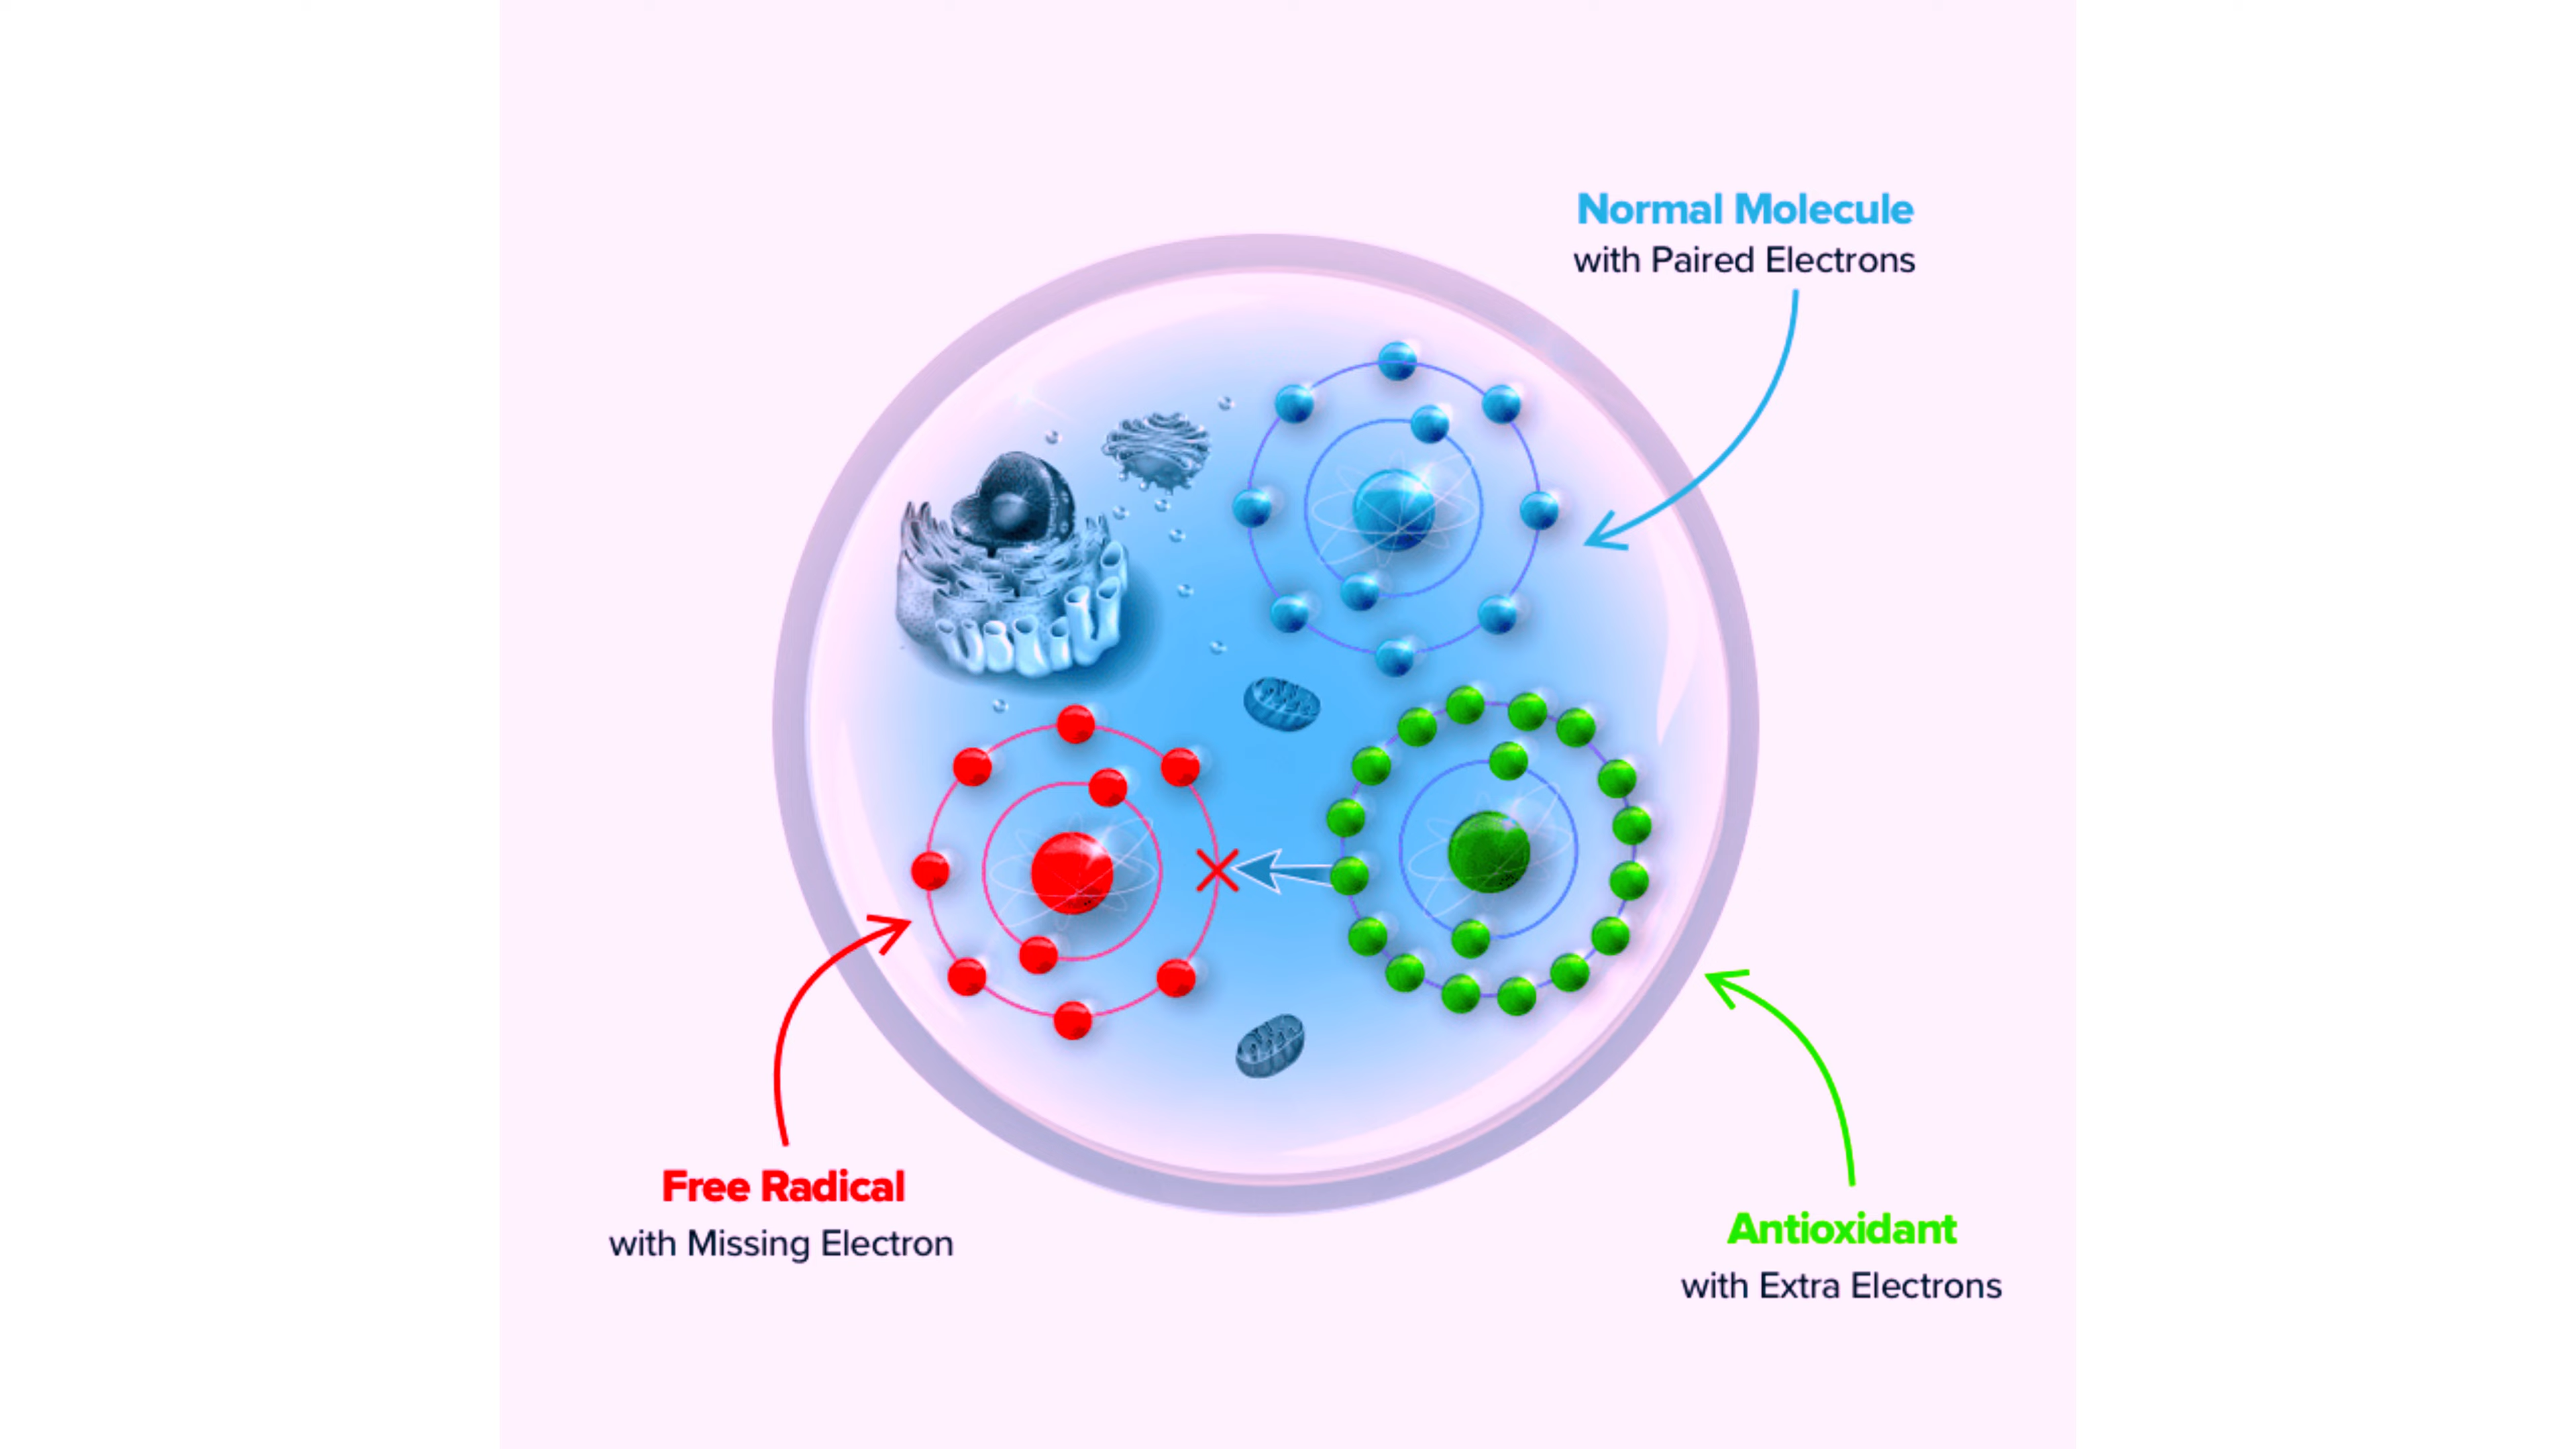 Normal Molecule
with Paired Electrons
Free Radical
with Missing Electron
Antioxidant
with Extra Electrons